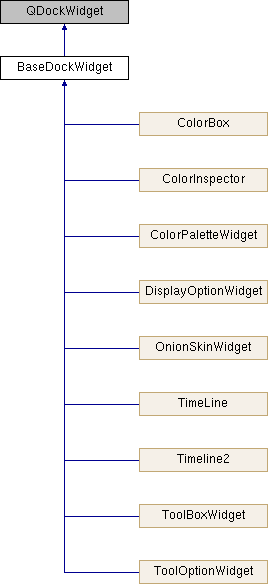 QDockWidget
BaseDockWidget
ColorBox
ColorInspector
ColorPaletteWidget
DisplayOptionWidget
OnionSkinWidget
TimeLine
Timeline2
ToolBoxWidget
ToolOptionWidget